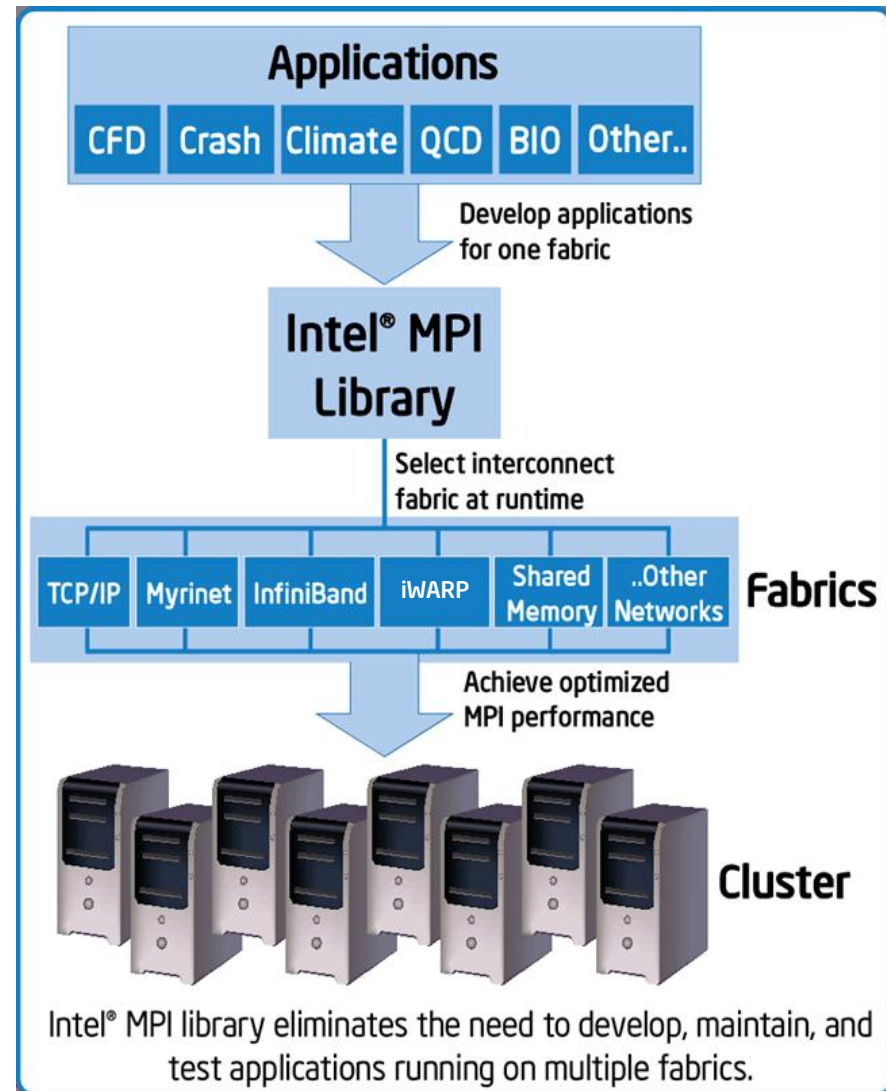 Applications
CFD Crash Climate QCD BIO Other..
Develop applications
for one fabric
Intel® MPI
Library
Select interconnect
fabric at runtime
TCP/IP Myrinet InfiniBand iWARP Shared Memory ..Other Networks
Fabrics
Achieve optimized
MPI performance
Cluster
Intel® MPI library eliminates the need to develop, maintain, and
test applications running on multiple fabrics.